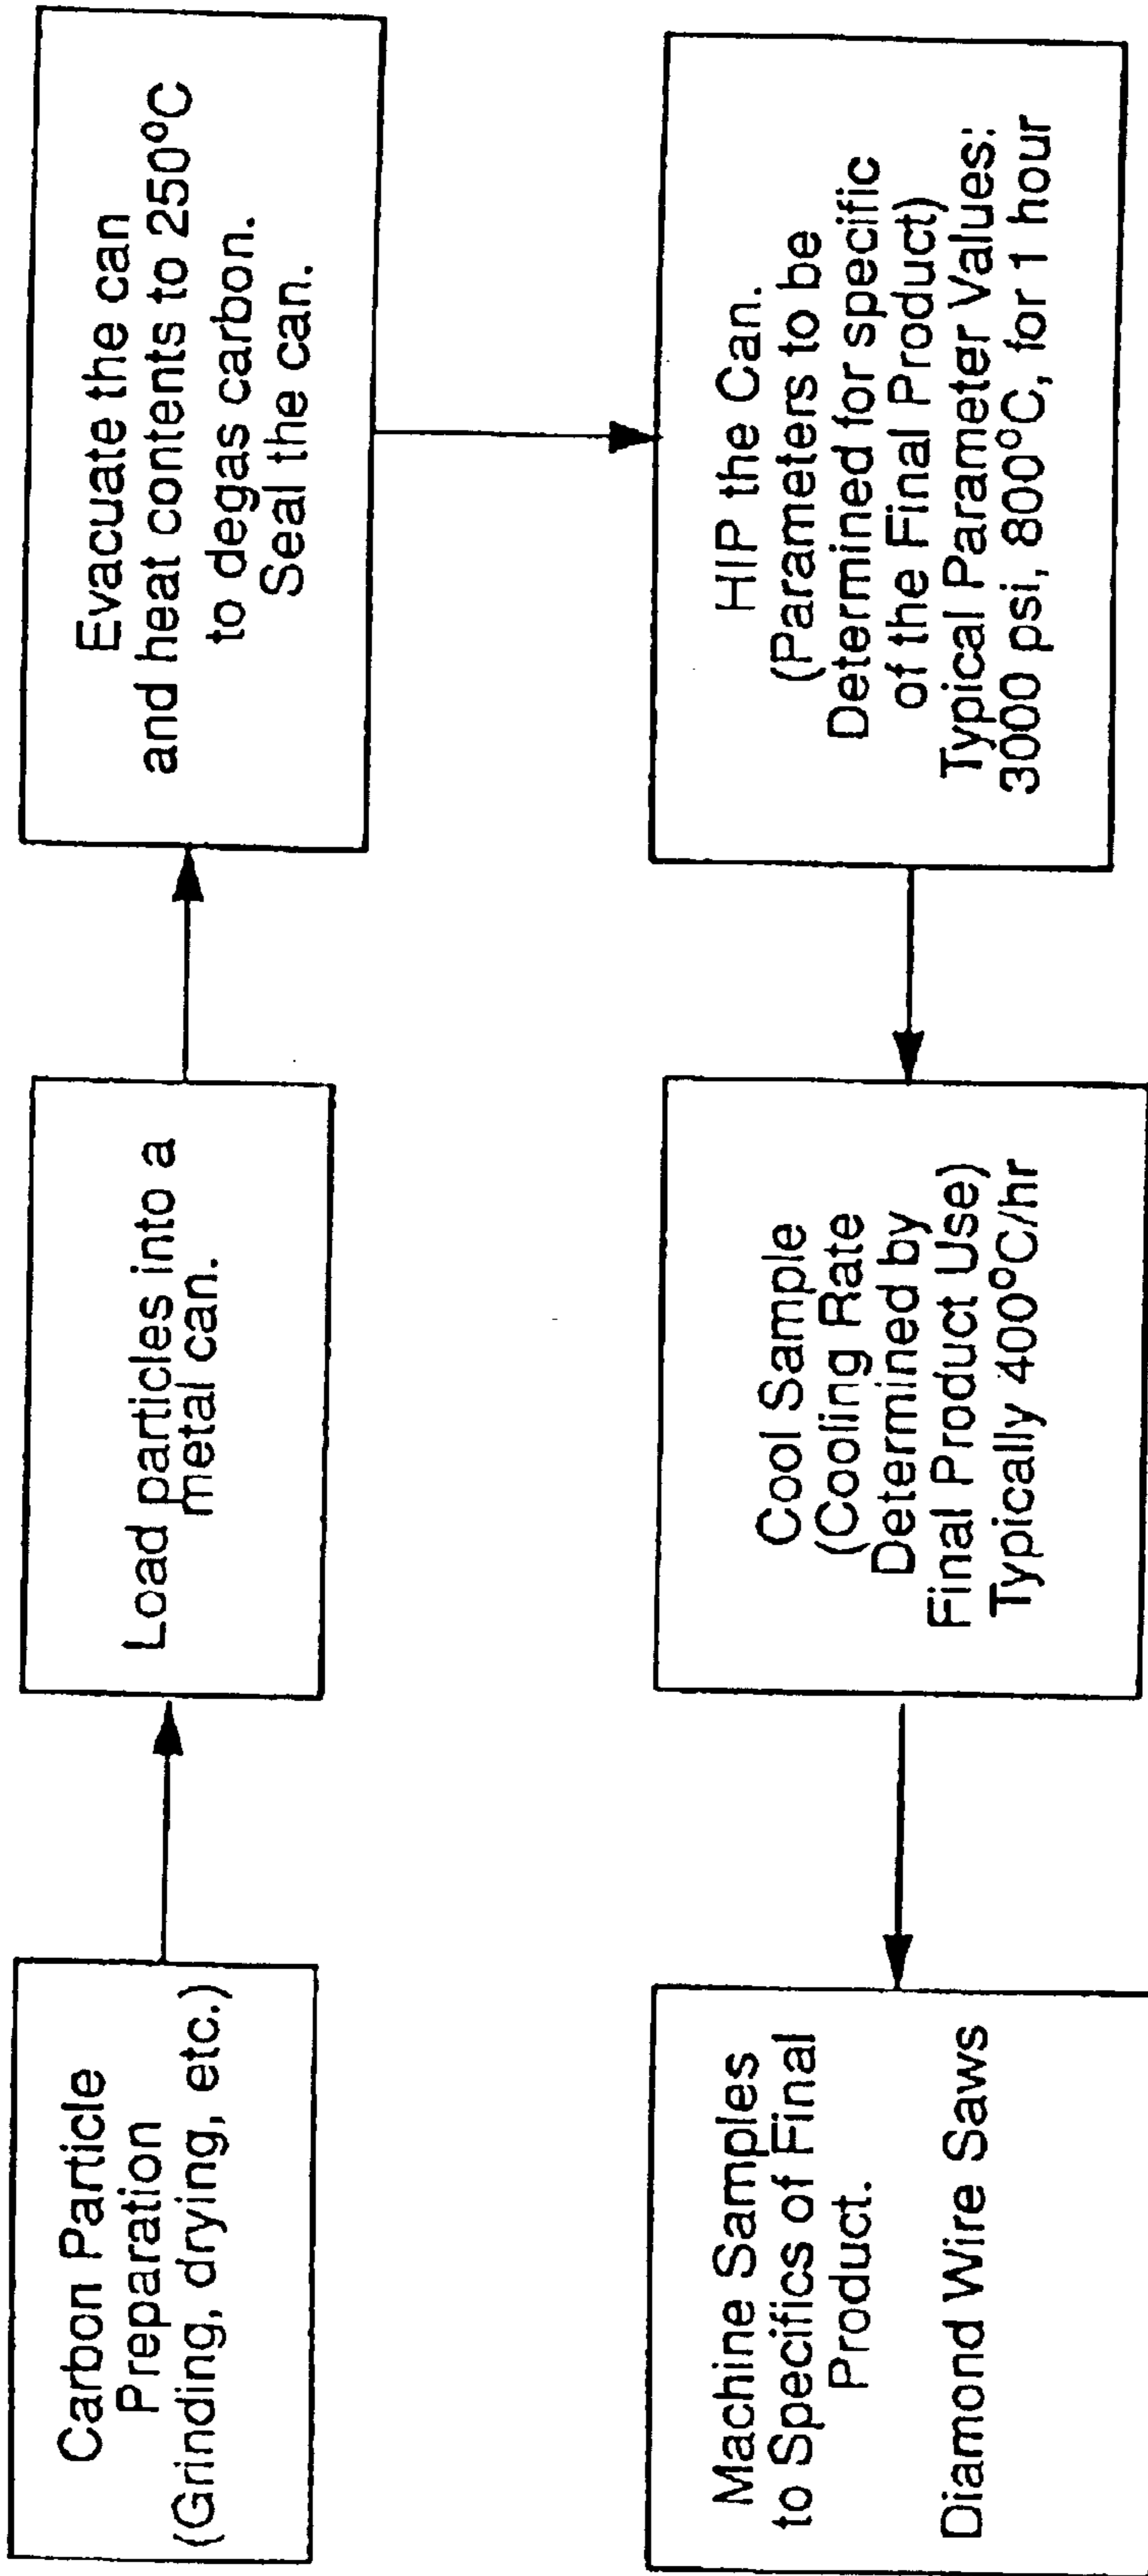 Carbon Particle
Preparation
(Grinding, drying, etc.)
Load particles into a
metal can.
Evacuate the can
and heat contents to 250°C
to degas carbon.
Seal the can.
HIP the Can.
(Parameters to be
Determined for specific
of the Final Product)
Typical Parameter Values:
3000 psi, 800°C, for 1 hour
Cool Sample
(Cooling Rate
Determined by
Final Product Use)
Typically 400°C/hr
Machine Samples
to Specifics of Final
Product.
Diamond Wire Saws